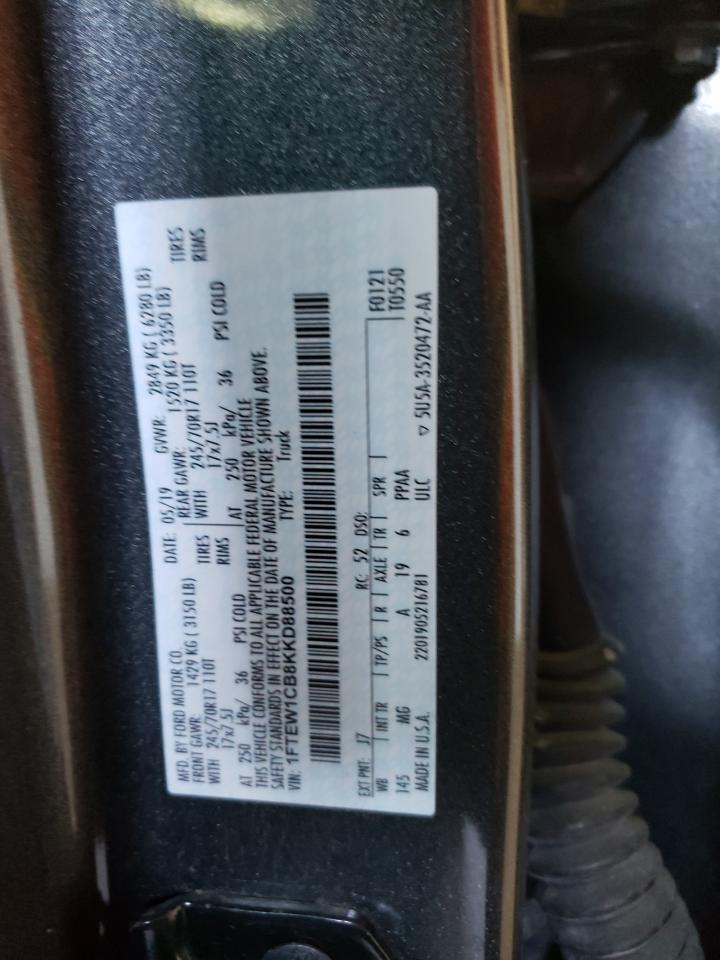 MFD. BY FORD MOTOR CO.
DATE: 05/19 GVWR: 2849 KG ( 6280 LB)
FRONT GAWR: 1429 KG ( 3150 LB)
REAR GAWR: 1520 KG ( 3350 LB)
WITH 245/70R17 110T TIRES
WITH 245/70R17 110T TIRES
17x7.5J RIMS
17x7.5J RIMS
AT 250 kPa/ 36 PSI COLD
AT 250 kPa/ 36 PSI COLD
THIS VEHICLE CONFORMS TO ALL APPLICABLE FEDERAL MOTOR VEHICLE
SAFETY STANDARDS IN EFFECT ON THE DATE OF MANUFACTURE SHOWN ABOVE.
VIN: 1FTEW1CB8KKD88500 TYPE: Truck
EXT PNT: J7 RC: 52 DSO: F0121
WB INT TR TP/PS R AXLE TR SPR T0550
145 MG A 19 6 PPAA
MADE IN U.S.A. 2201905216781 ULC ▽ 5U5A-3520472-AA